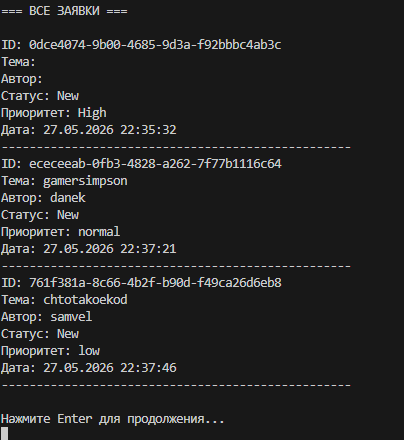 === ВСЕ ЗАЯВКИ ===
ID: 0dce4074-9b00-4685-9d3a-f92bbbc4ab3c
Тема:
Автор:
Статус: New
Приоритет: High
Дата: 27.05.2026 22:35:32
--------------------------------------------------
ID: ececeeab-0fb3-4828-a262-7f77b1116c64
Тема: gamersimpson
Автор: danek
Статус: New
Приоритет: normal
Дата: 27.05.2026 22:37:21
--------------------------------------------------
ID: 761f381a-8c66-4b2f-b90d-f49ca26d6eb8
Тема: chtotakoekod
Автор: samvel
Статус: New
Приоритет: low
Дата: 27.05.2026 22:37:46
--------------------------------------------------
Нажмите Enter для продолжения...